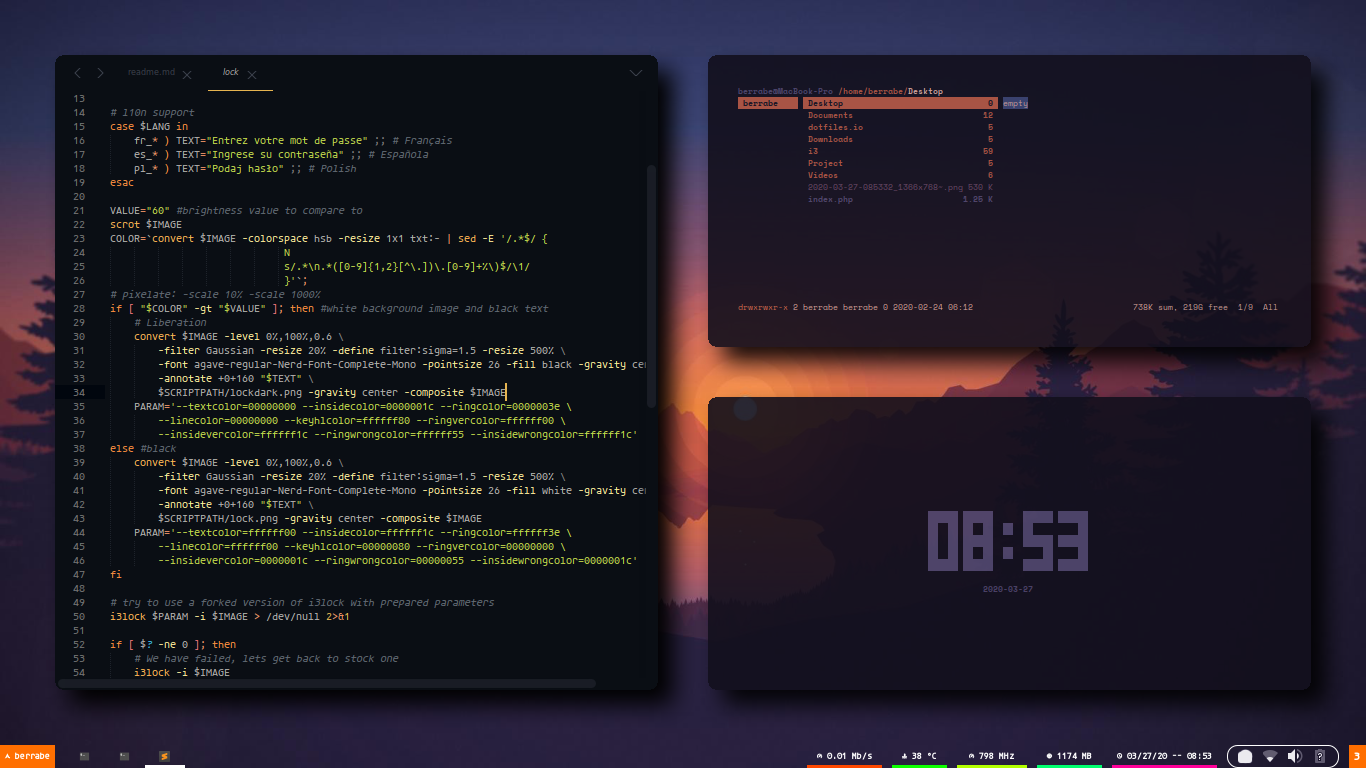 readme.md
lock
13
14 # l10n support
15 case $LANG in
16 fr_* ) TEXT="Entrez votre mot de passe" ;; # Français
17 es_* ) TEXT="Ingrese su contraseña" ;; # Española
18 pl_* ) TEXT="Podaj hasło" ;; # Polish
19 esac
20
21 VALUE="60" #brightness value to compare to
22 scrot $IMAGE
23 COLOR=`convert $IMAGE -colorspace hsb -resize 1x1 txt:- | sed -E '/.*$/ {
24 N
25 s/.*\n.*([0-9]{1,2}[^\.])\.[0-9]+%\)$/\1/
26 }'`;
27 # pixelate: -scale 10% -scale 1000%
28 if [ "$COLOR" -gt "$VALUE" ]; then #white background image and black text
29 # Liberation
30 convert $IMAGE -level 0%,100%,0.6 \
31 -filter Gaussian -resize 20% -define filter:sigma=1.5 -resize 500% \
32 -font agave-regular-Nerd-Font-Complete-Mono -pointsize 26 -fill black -gravity ce
33 -annotate +0+160 "$TEXT" \
34 $SCRIPTPATH/lockdark.png -gravity center -composite $IMAGE
35 PARAM='--textcolor=00000000 --insidecolor=0000001c --ringcolor=0000003e \
36 --linecolor=00000000 --keyhlcolor=ffffff80 --ringvercolor=ffffff00 \
37 --insidevercolor=ffffff1c --ringwrongcolor=ffffff55 --insidewrongcolor=ffffff1c'
38 else #black
39 convert $IMAGE -level 0%,100%,0.6 \
40 -filter Gaussian -resize 20% -define filter:sigma=1.5 -resize 500% \
41 -font agave-regular-Nerd-Font-Complete-Mono -pointsize 26 -fill white -gravity ce
42 -annotate +0+160 "$TEXT" \
43 $SCRIPTPATH/lock.png -gravity center -composite $IMAGE
44 PARAM='--textcolor=ffffff00 --insidecolor=ffffff1c --ringcolor=ffffff3e \
45 --linecolor=ffffff00 --keyhlcolor=00000080 --ringvercolor=00000000 \
46 --insidevercolor=0000001c --ringwrongcolor=00000055 --insidewrongcolor=0000001c'
47 fi
48
49 # try to use a forked version of i3lock with prepared parameters
50 i3lock $PARAM -i $IMAGE > /dev/null 2>&1
51
52 if [ $? -ne 0 ]; then
53 # We have failed, lets get back to stock one
54 i3lock -i $IMAGE
berrabe@MacBook-Pro /home/berrabe/Desktop
berrabe Desktop 0 empty
Documents 12
dotfiles.io 5
Downloads 5
i3 59
Project 5
Videos 6
2020-03-27-085332_1366x768~.png 530 K
index.php 1.25 K
drwxrwxr-x 2 berrabe berrabe 0 2020-02-24 06:12 738K sum, 219G free 1/9 All
08:53
2020-03-27
berrabe 0.01 Mb/s 38 °C 798 MHz 1174 MB 03/27/20 -- 08:53 3